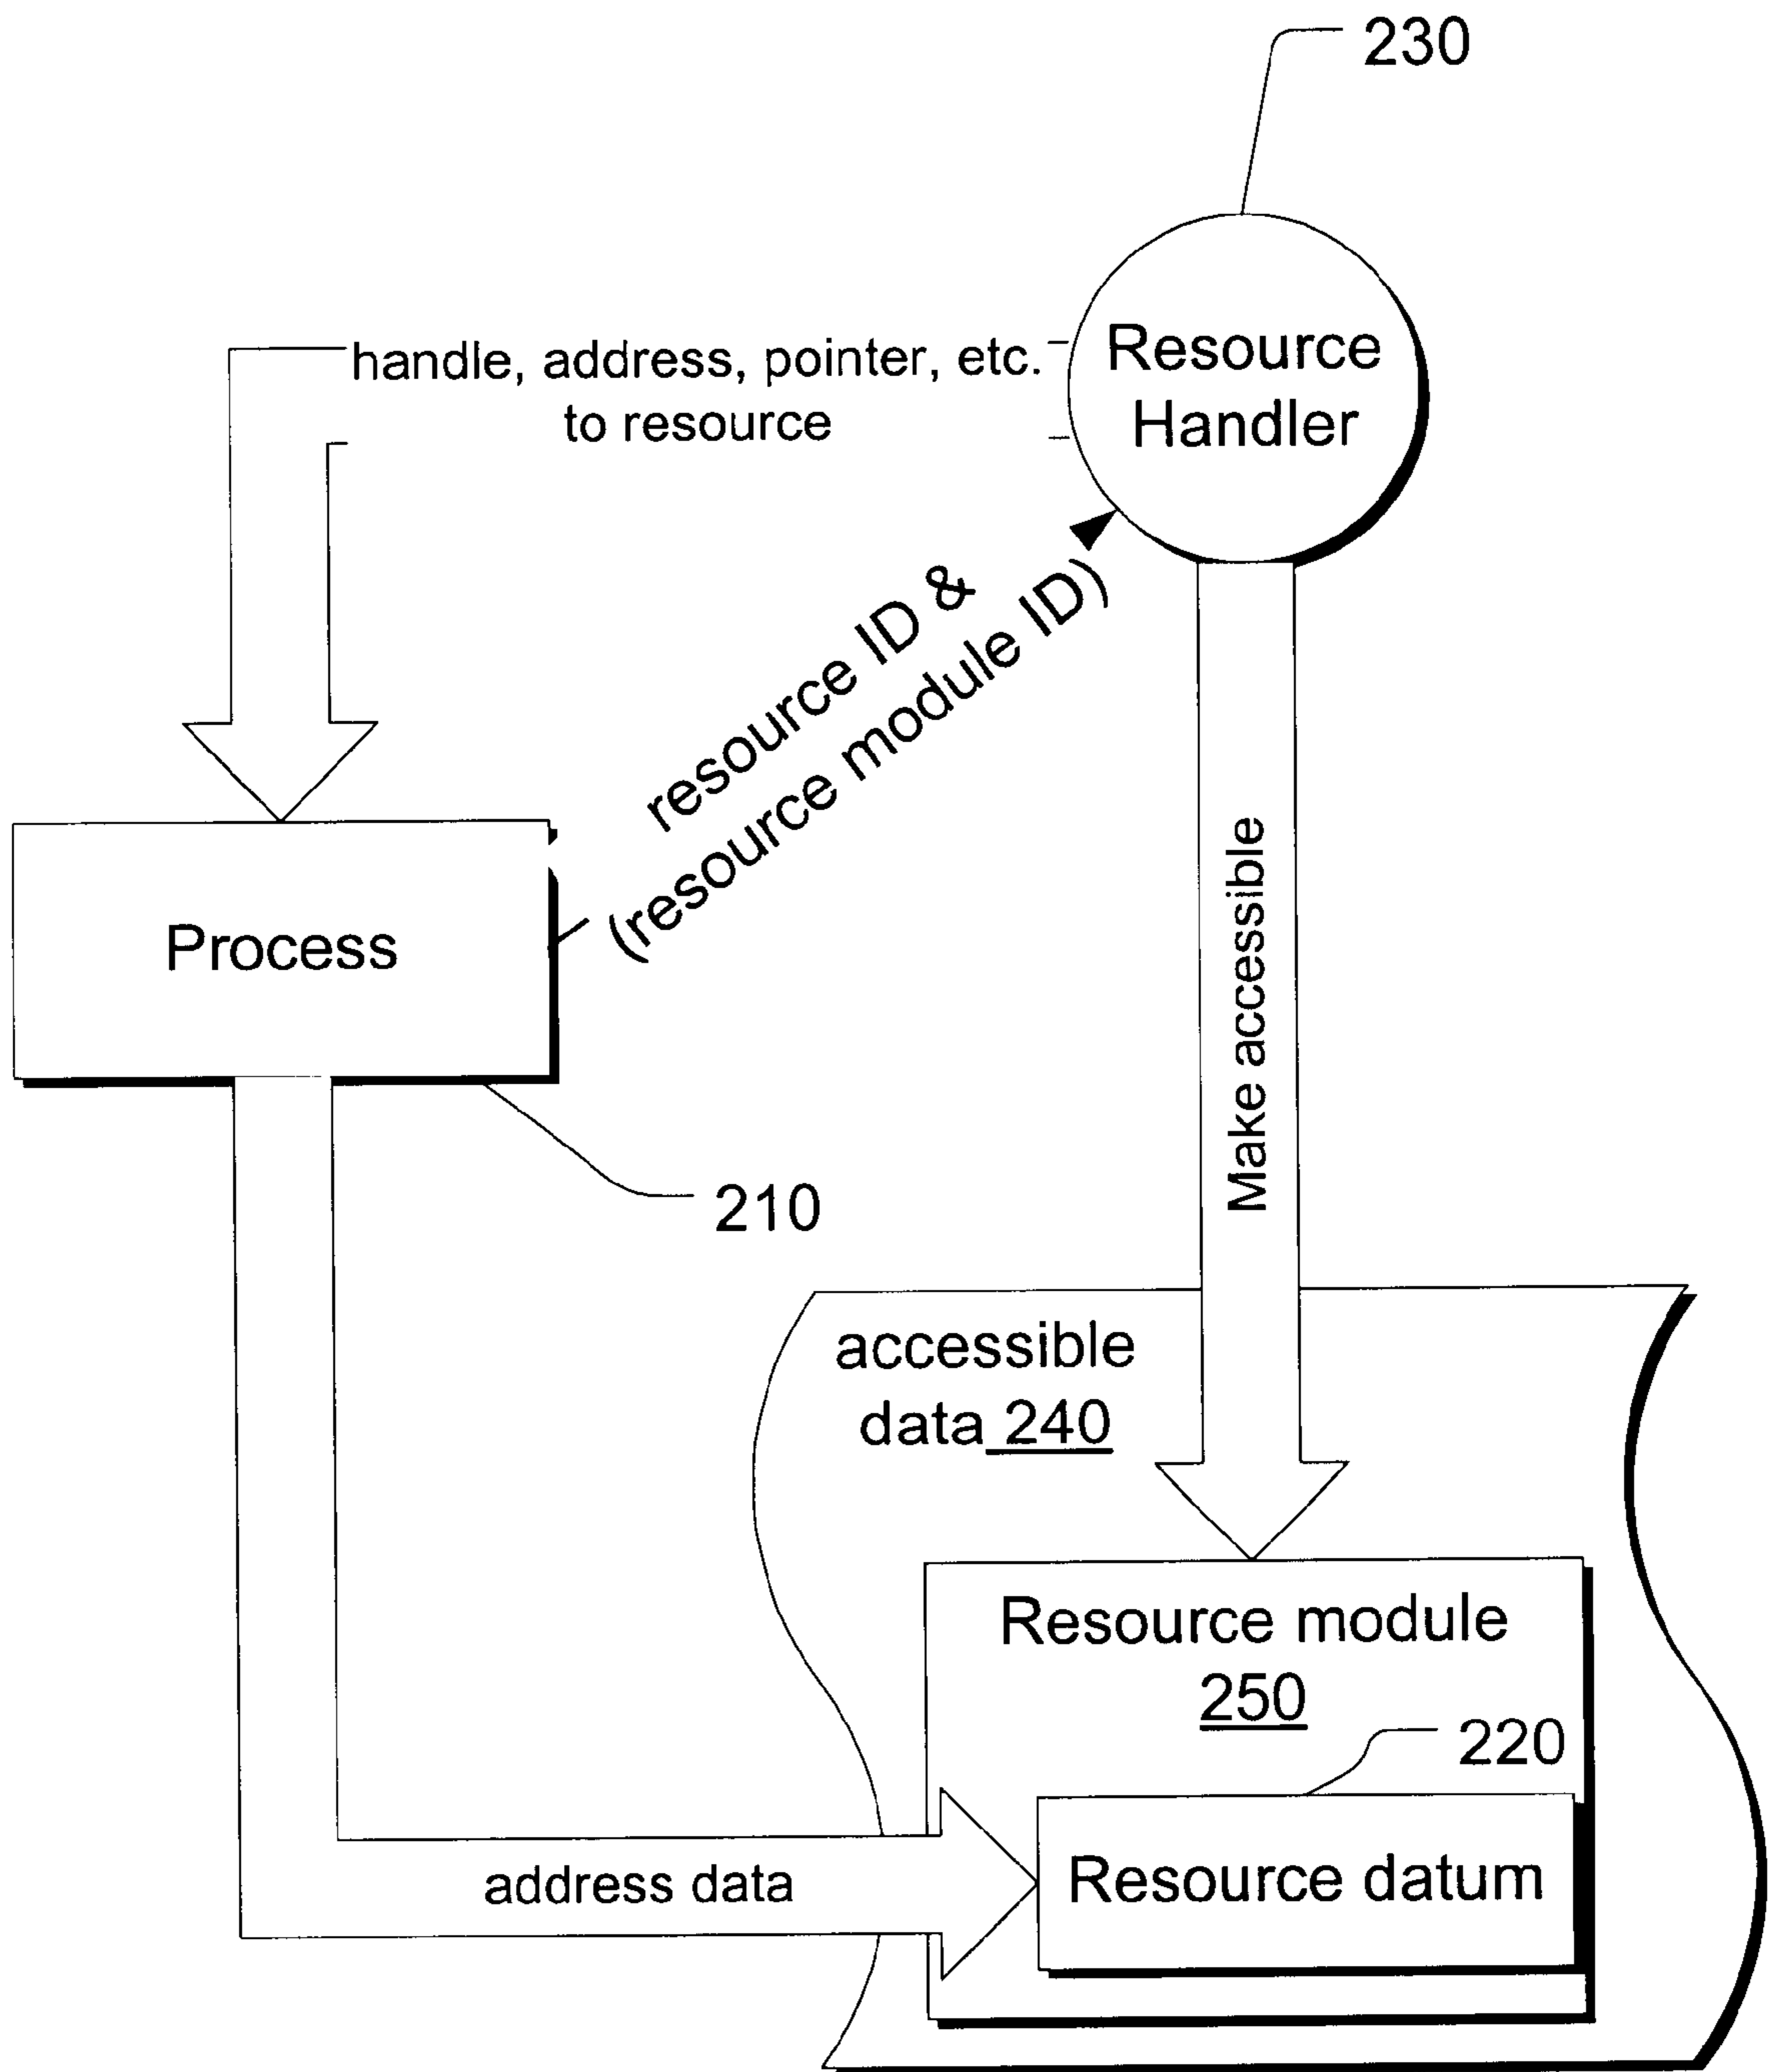 230
Resource
Handler
handle, address, pointer, etc.
to resource
resource ID &
(resource module ID)
Process
Make accessible
210
accessible
data 240
Resource module
250
220
Resource datum
address data